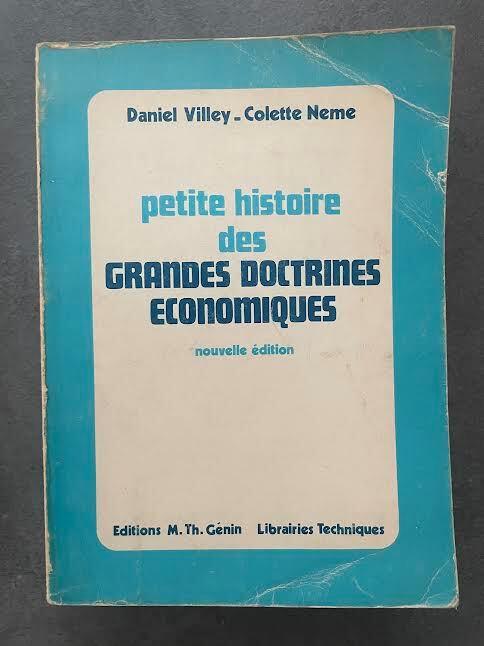 Daniel Villey - Colette Neme
petite histoire
des
GRANDES DOCTRINES
ECONOMIQUES
nouvelle édition
Editions M. Th. Génin Librairies Techniques